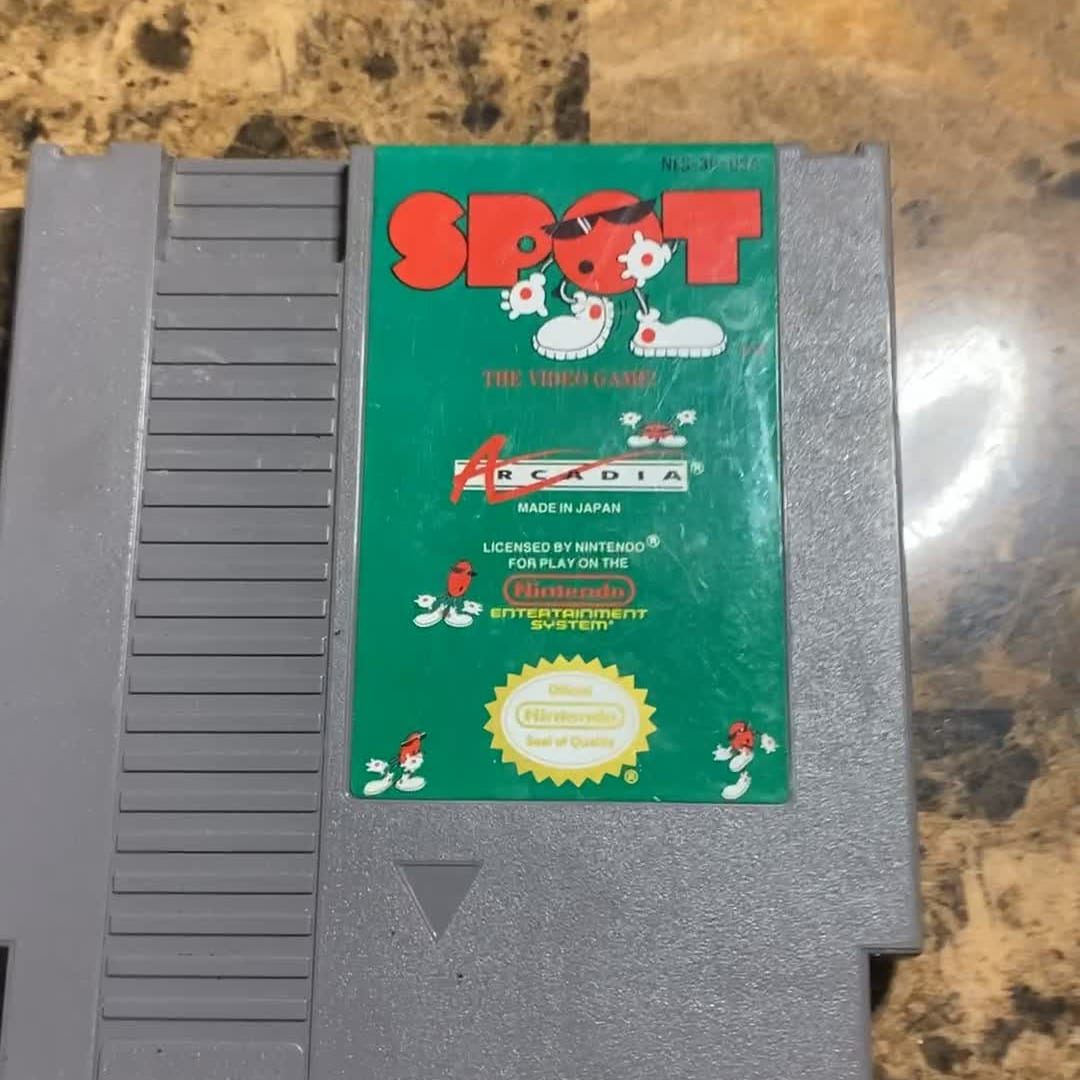 SPOT
THE VIDEO GAME!
ARCADIA®
MADE IN JAPAN
LICENSED BY NINTENDO®
FOR PLAY ON THE
Nintendo
ENTERTAINMENT
SYSTEM®
Official
Nintendo
Seal of Quality
®